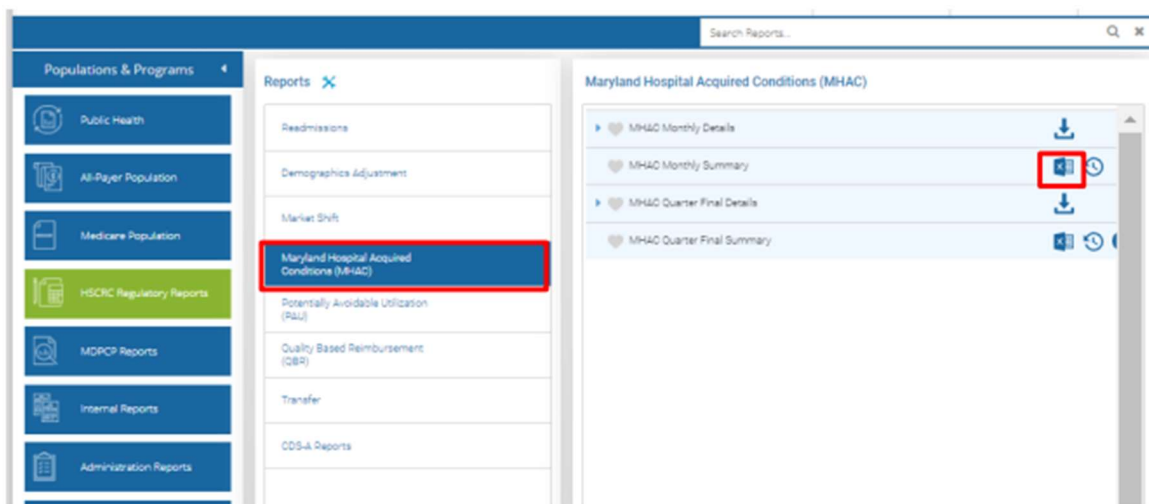 Search Reports...
Populations & Programs
Public Health
All-Payer Population
Medicare Population
HSCRC Regulatory Reports
MDPCP Reports
Internal Reports
Administration Reports
Reports
Readmissions
Demographics Adjustment
Market Shift
Maryland Hospital Acquired
Conditions (MHAC)
Potentially Avoidable Utilization
(PAU)
Quality Based Reimbursement
(QBR)
Transfer
CDS-A Reports
Maryland Hospital Acquired Conditions (MHAC)
MHAC Monthly Details
MHAC Monthly Summary
MHAC Quarter Final Details
MHAC Quarter Final Summary